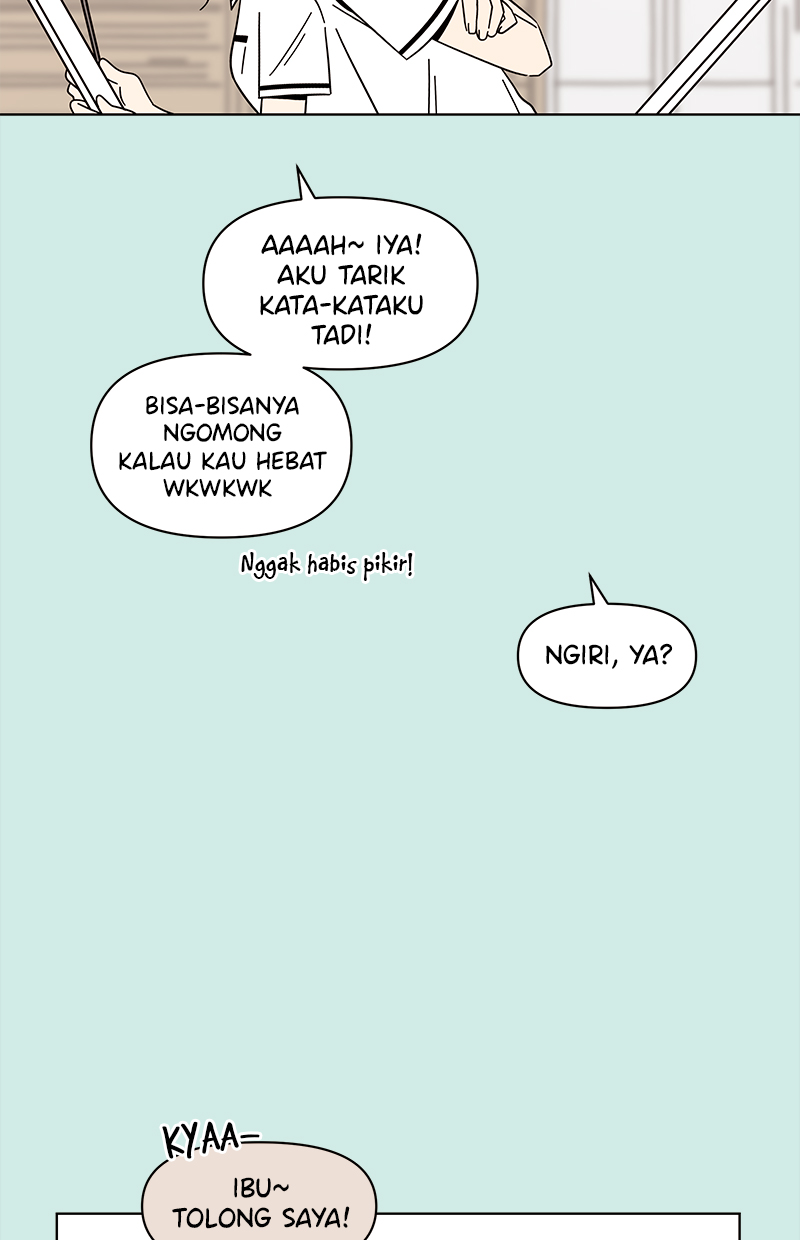 AAAAH~ IYA!
AKU TARIK
KATA-KATAKU
TADI!
BISA-BISANYA
NGOMONG
KALAU KAU HEBAT
WKWKWK
Nggak habis pikir!
NGIRI, YA?
KYAA–
IBU~
TOLONG SAYA!